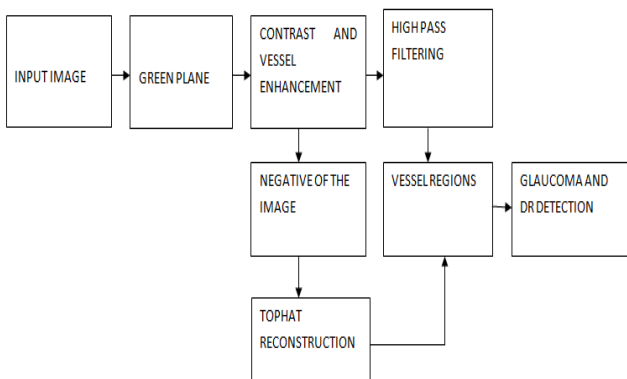 INPUT IMAGE
GREEN PLANE
CONTRAST AND
VESSEL
ENHANCEMENT
HIGH PASS
FILTERING
NEGATIVE OF THE
IMAGE
VESSEL REGIONS
GLAUCOMA AND
DR DETECTION
TOPHAT
RECONSTRUCTION